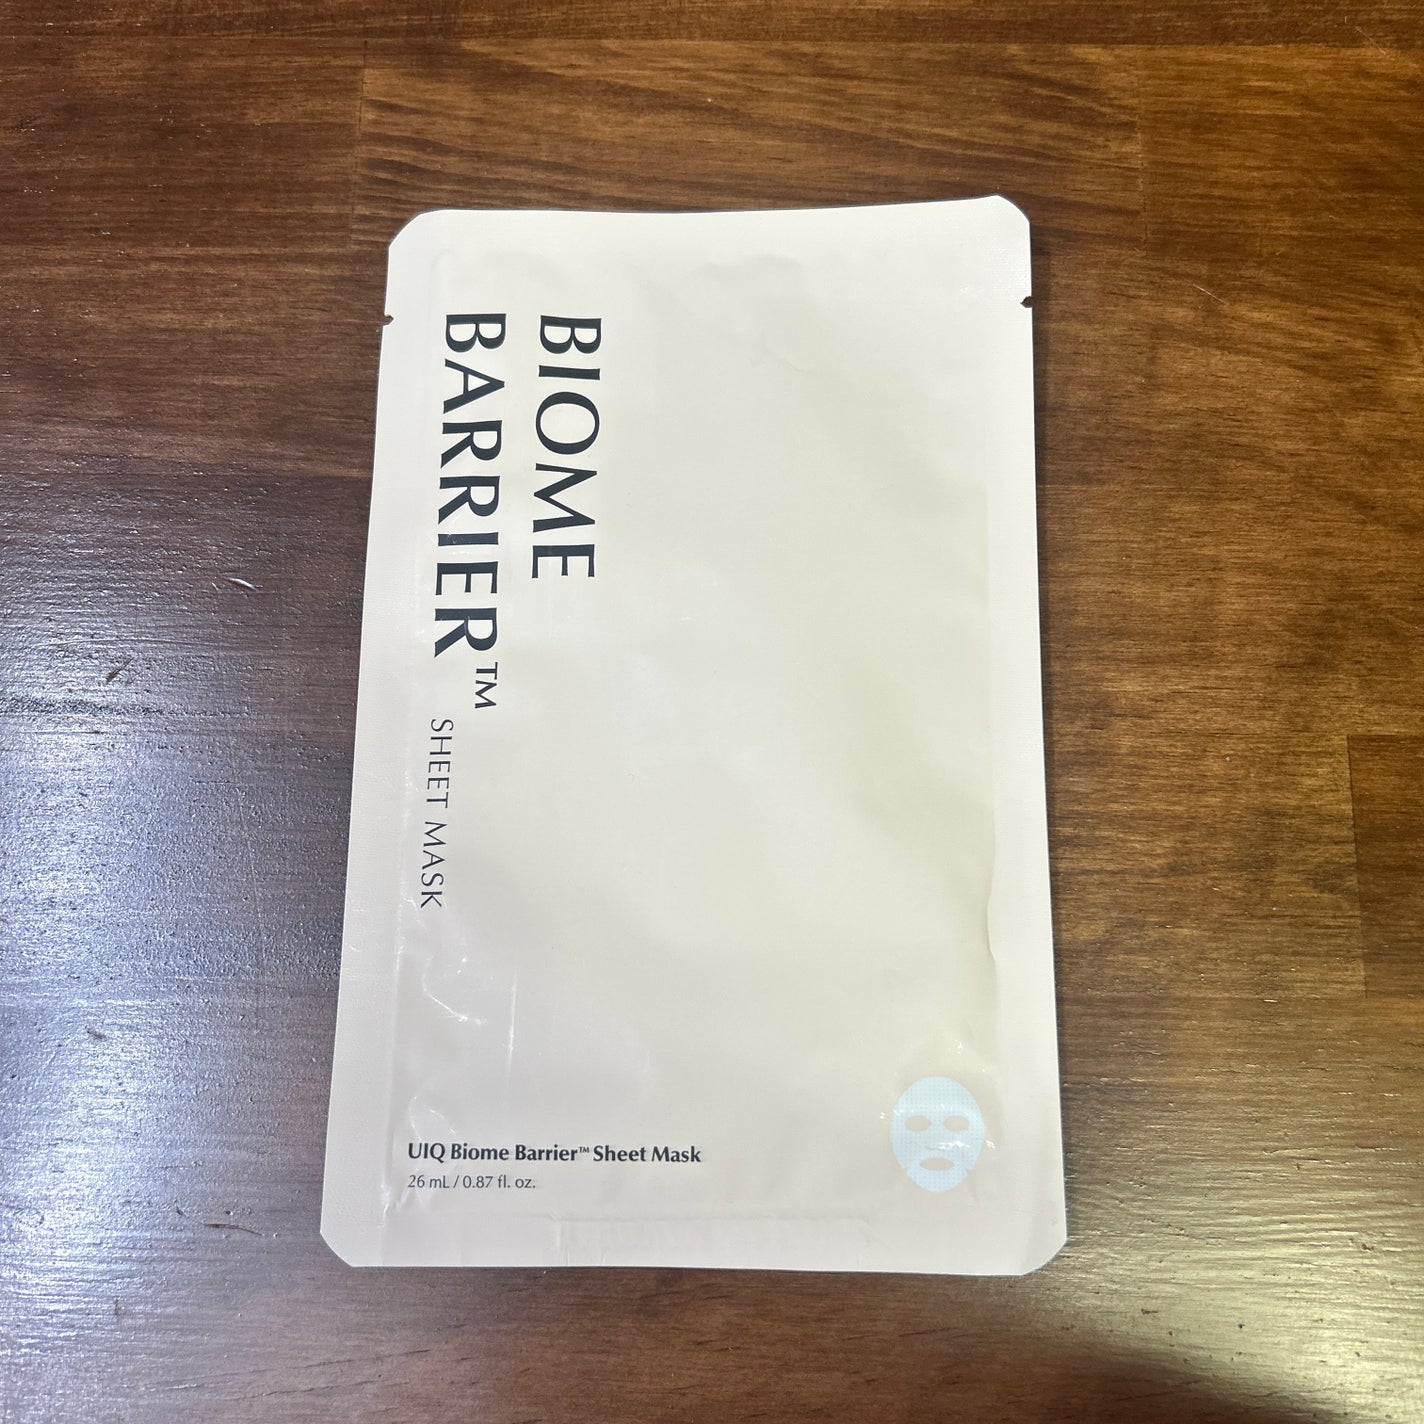 BIOME
BARRIER™ SHEET MASK
UIQ Biome Barrier™ Sheet Mask
26 mL / 0.87 fl. oz.